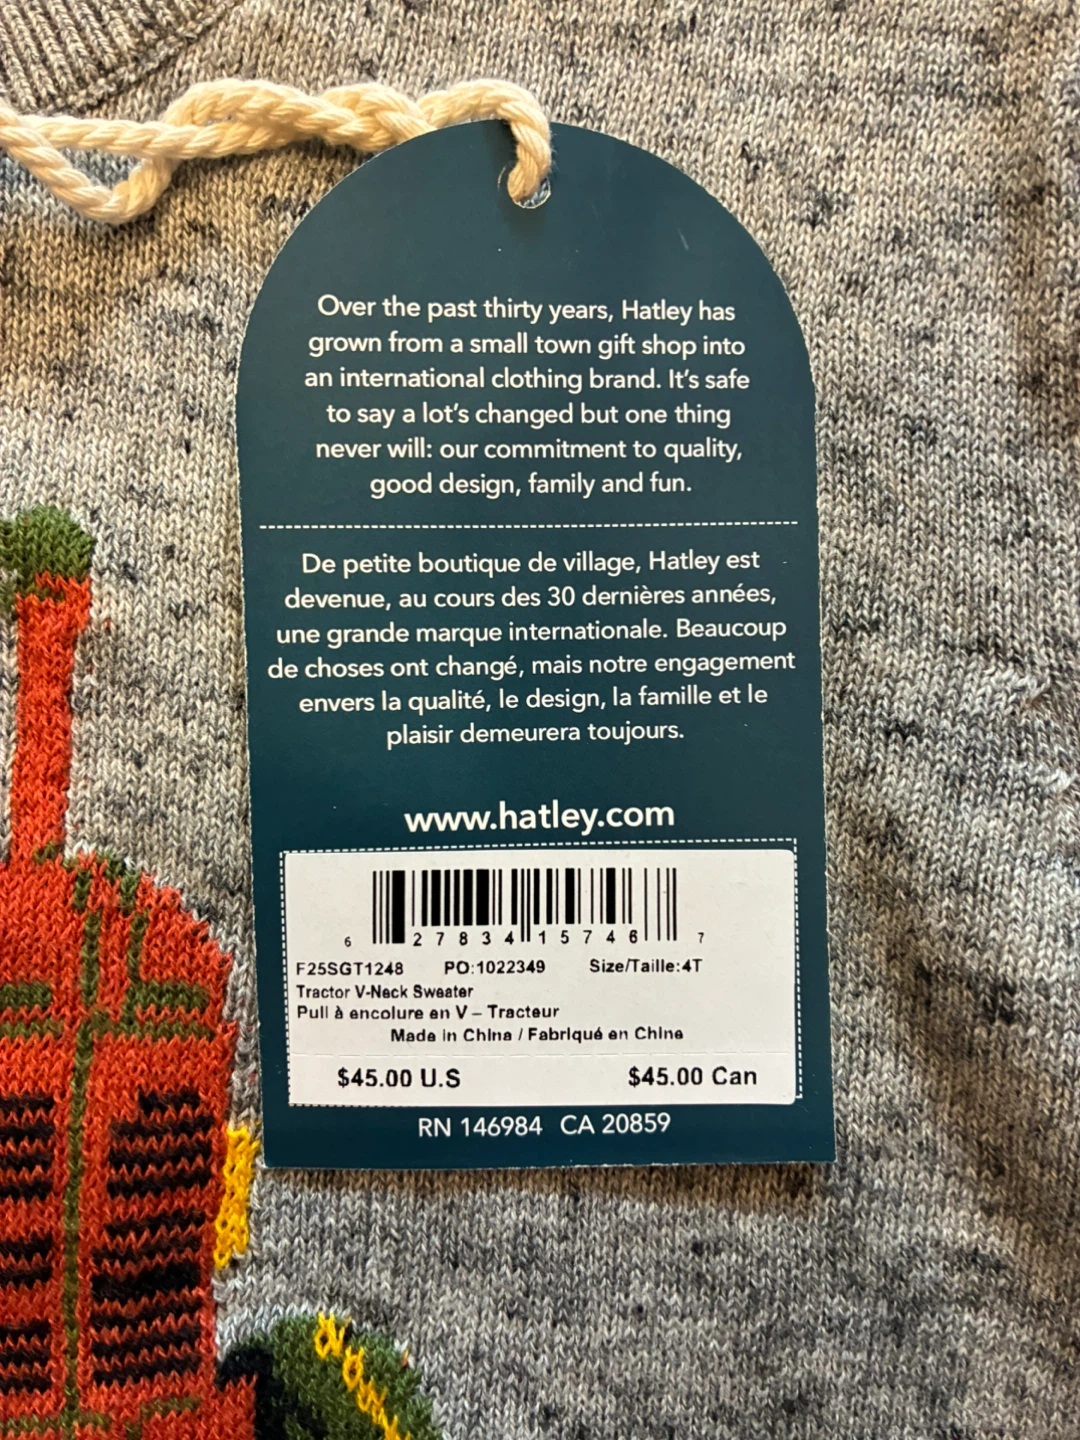 Over the past thirty years, Hatley has
grown from a small town gift shop into
an international clothing brand. It's safe
to say a lot's changed but one thing
never will: our commitment to quality,
good design, family and fun.
De petite boutique de village, Hatley est
devenue, au cours des 30 dernières années,
une grande marque internationale. Beaucoup
de choses ont changé, mais notre engagement
envers la qualité, le design, la famille et le
plaisir demeurera toujours.
www.hatley.com
6 27834 15746 7
F25SGT1248 PO:1022349 Size/Taille:4T
Tractor V-Neck Sweater
Pull à encolure en V – Tracteur
Made in China / Fabriqué en Chine
$45.00 U.S $45.00 Can
RN 146984 CA 20859